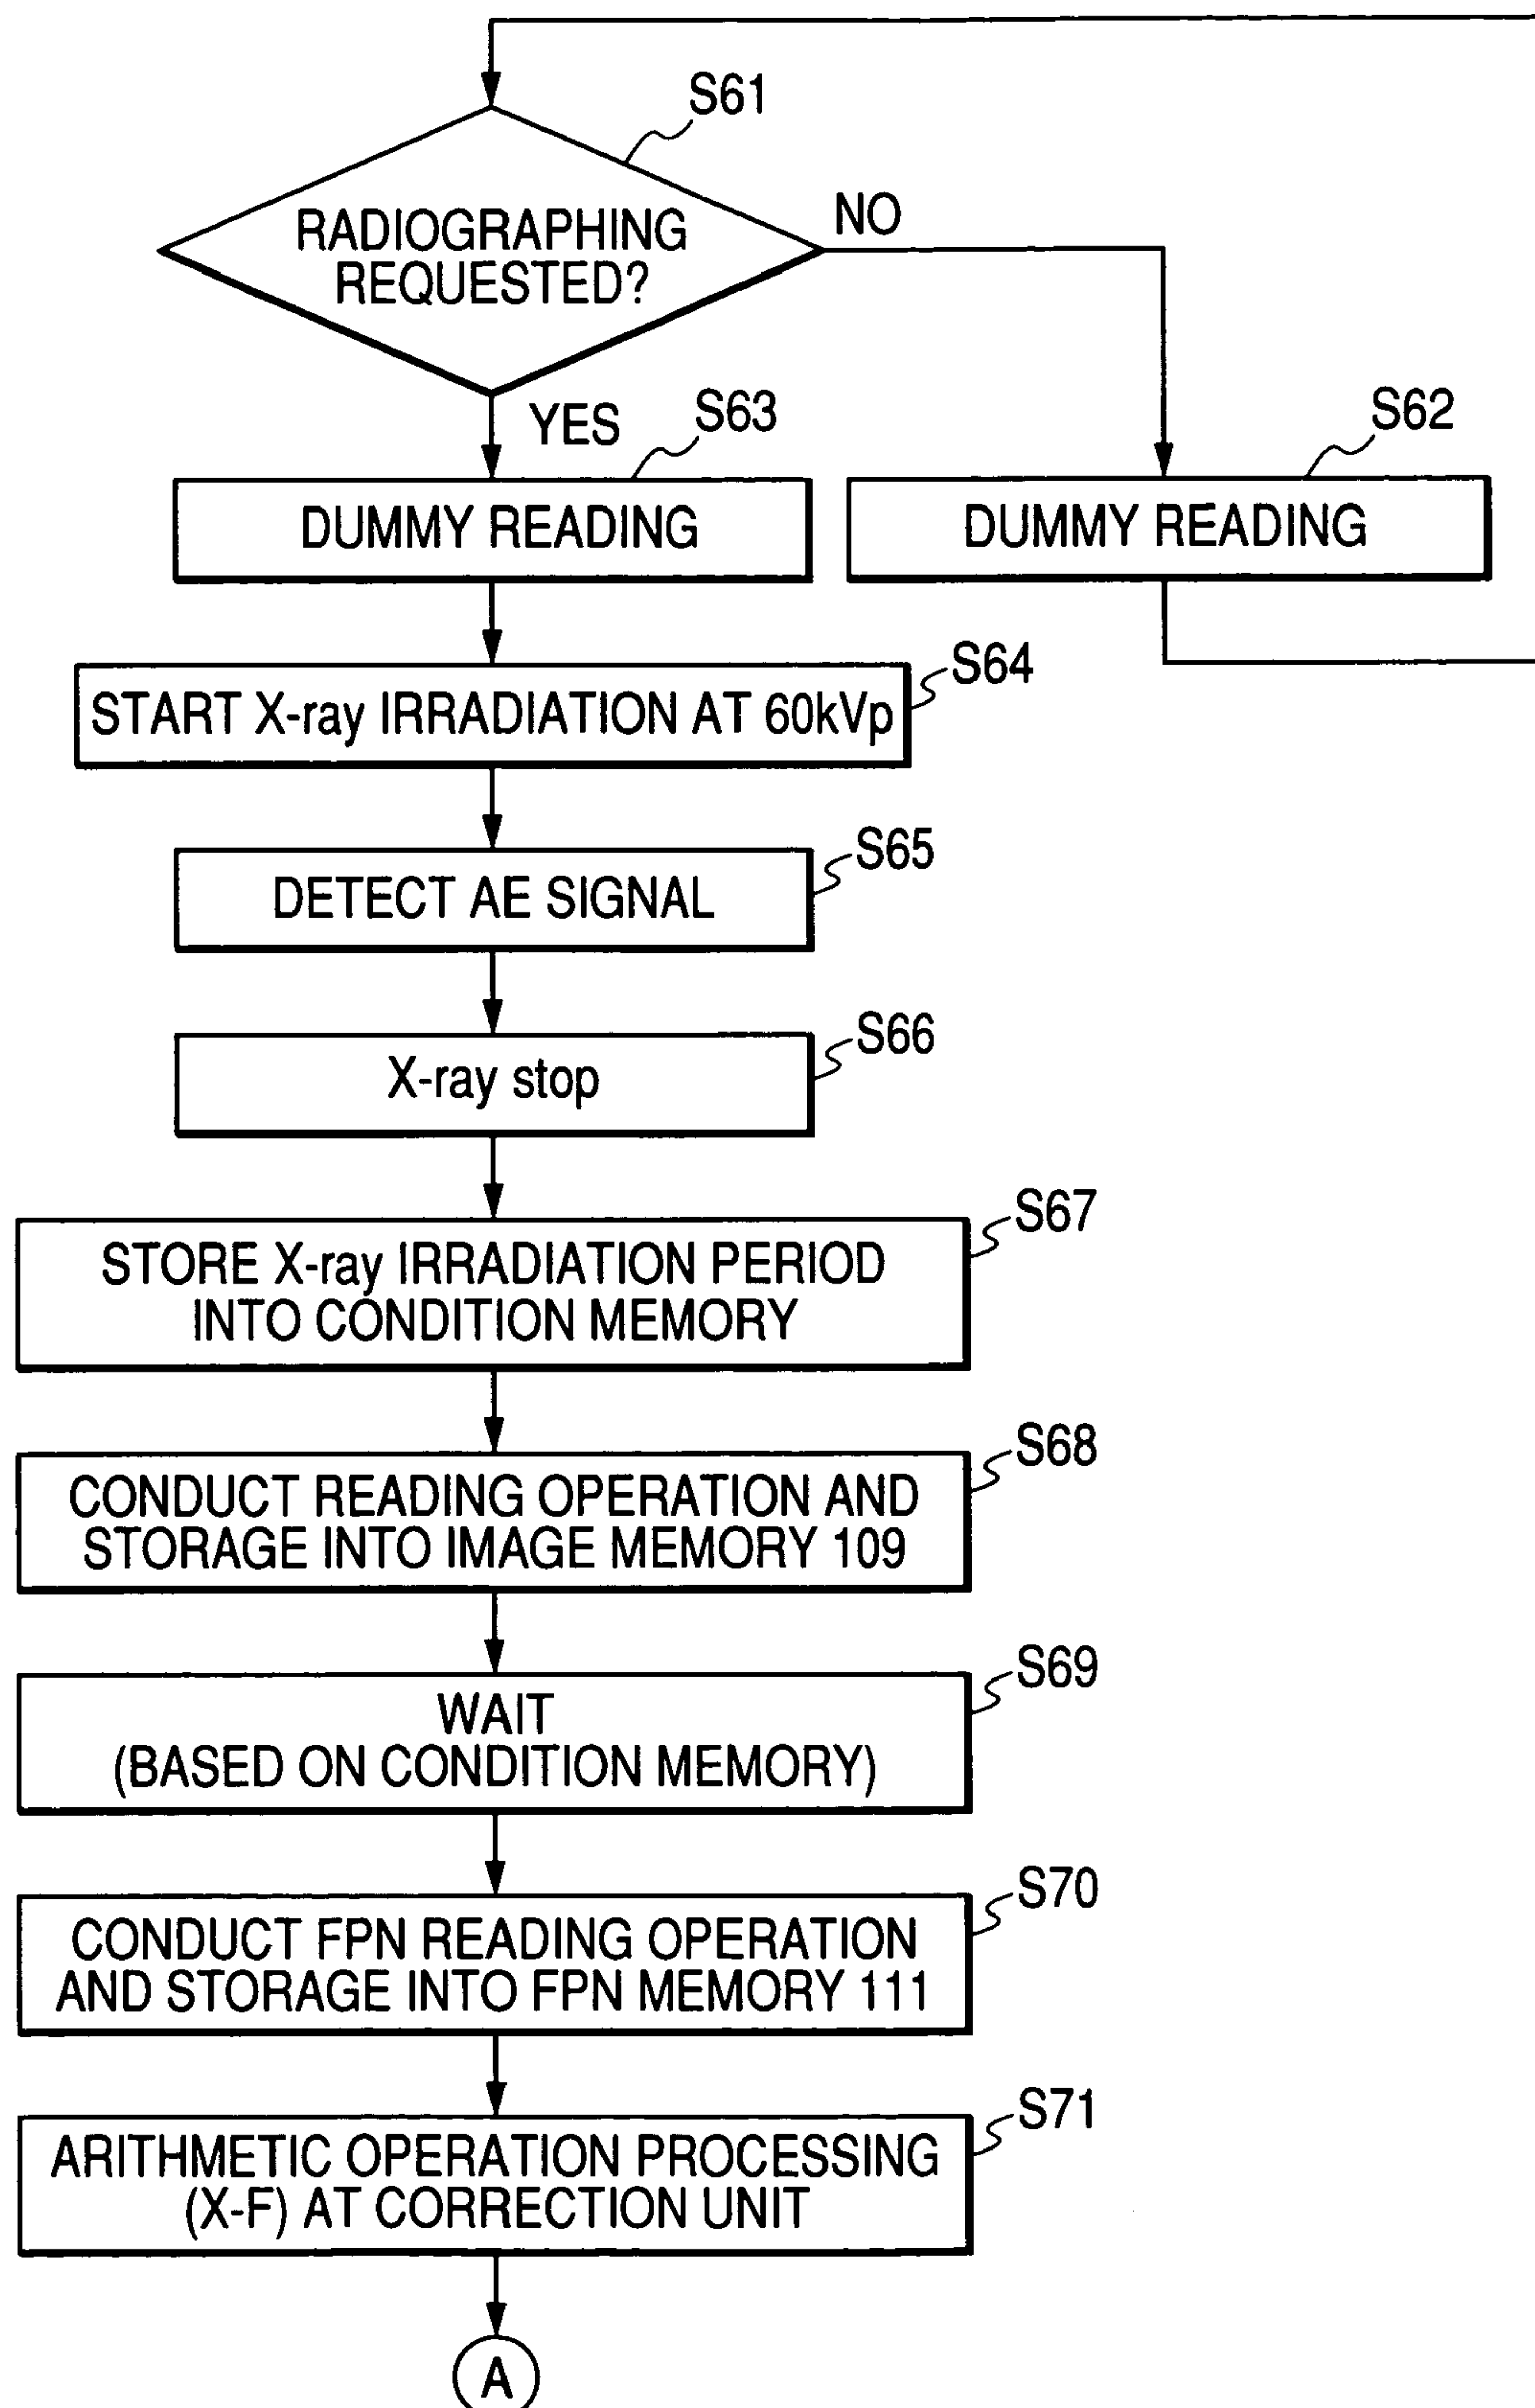 S61
RADIOGRAPHING
REQUESTED?
NO
YES
S63
S62
DUMMY READING
DUMMY READING
S64
START X-ray IRRADIATION AT 60kVp
S65
DETECT AE SIGNAL
S66
X-ray stop
S67
STORE X-ray IRRADIATION PERIOD
INTO CONDITION MEMORY
S68
CONDUCT READING OPERATION AND
STORAGE INTO IMAGE MEMORY 109
S69
WAIT
(BASED ON CONDITION MEMORY)
S70
CONDUCT FPN READING OPERATION
AND STORAGE INTO FPN MEMORY 111
S71
ARITHMETIC OPERATION PROCESSING
(X-F) AT CORRECTION UNIT
A